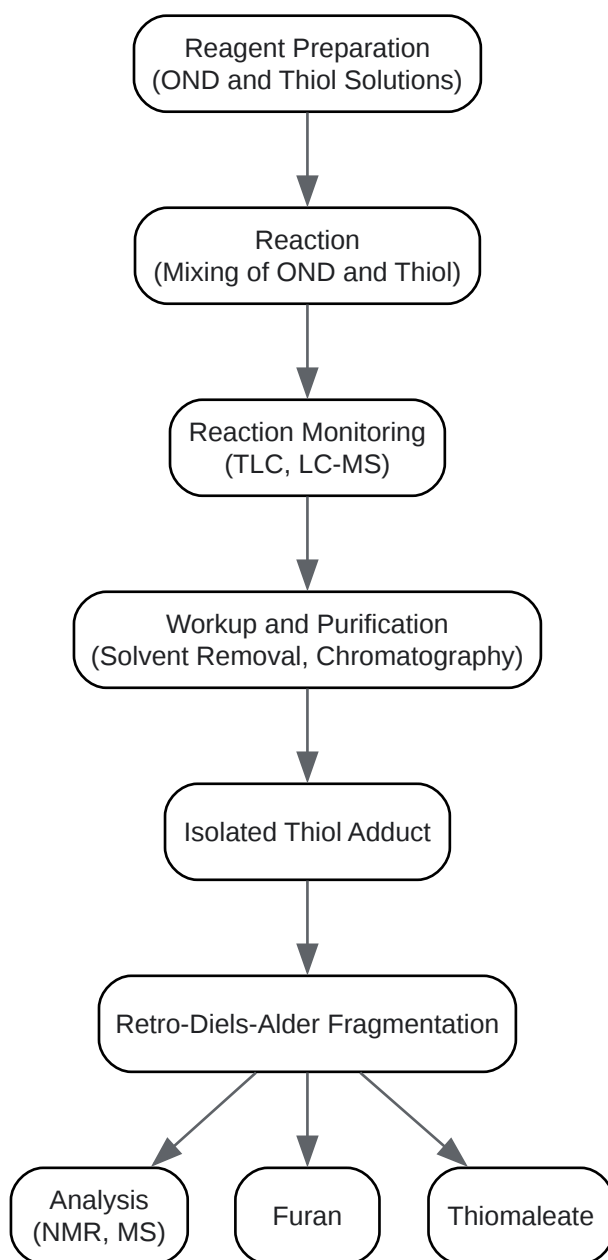 Reagent Preparation
(OND and Thiol Solutions)
Reaction
(Mixing of OND and Thiol)
Reaction Monitoring
(TLC, LC-MS)
Workup and Purification
(Solvent Removal, Chromatography)
Isolated Thiol Adduct
Retro-Diels-Alder Fragmentation
Analysis
(NMR, MS)
Furan
Thiomaleate